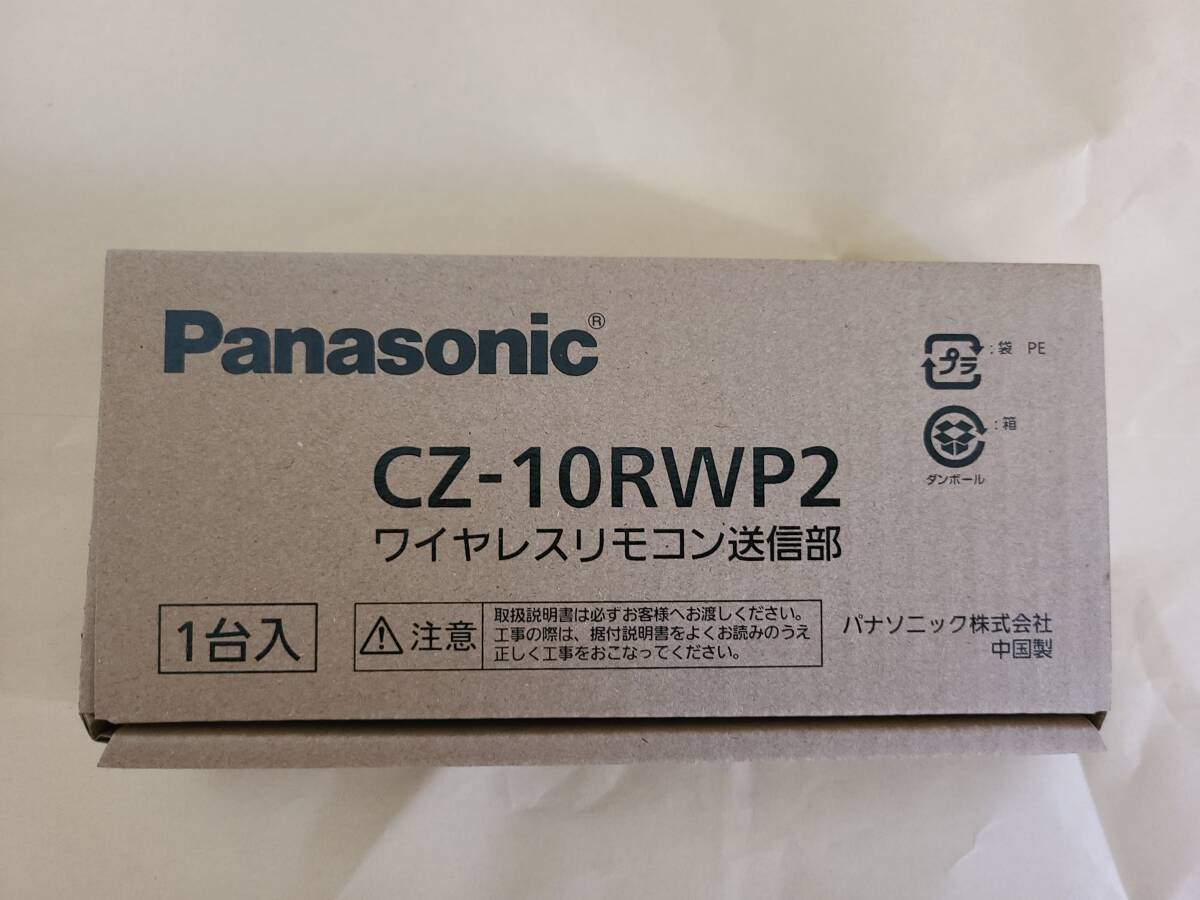 Panasonic®
プラ :袋 PE
:箱
ダンボール
CZ-10RWP2
ワイヤレスリモコン送信部
1台入
注意
取扱説明書は必ずお客様へお渡しください。
工事の際は、据付説明書をよくお読みのうえ
正しく工事をおこなってください。
パナソニック株式会社
中国製